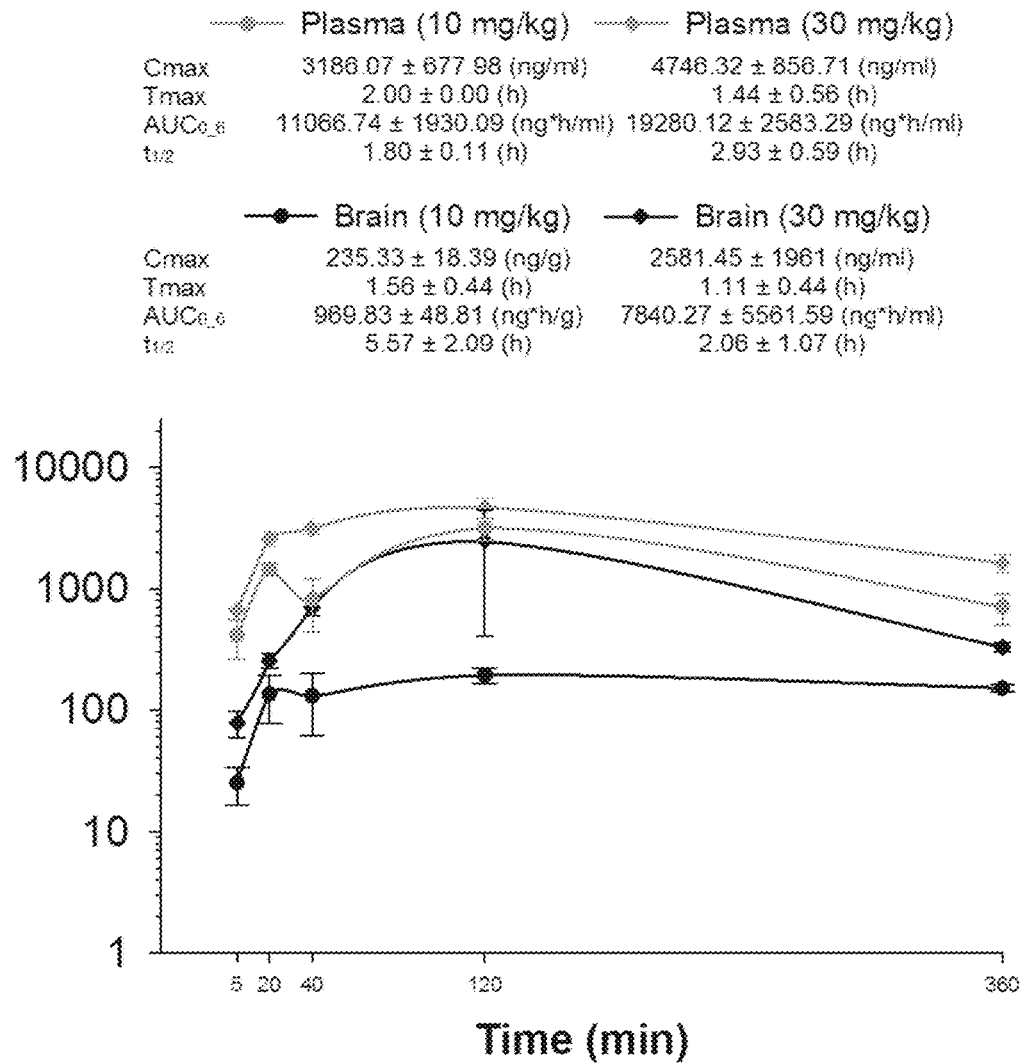 Plasma (10 mg/kg) Plasma (30 mg/kg)
Cmax 3186.07 ± 677.98 (ng/ml) 4746.32 ± 856.71 (ng/ml)
Tmax 2.00 ± 0.00 (h) 1.44 ± 0.56 (h)
AUC0_6 11066.74 ± 1930.09 (ng*h/ml) 19280.12 ± 2583.29 (ng*h/ml)
t1/2 1.80 ± 0.11 (h) 2.93 ± 0.59 (h)
Brain (10 mg/kg) Brain (30 mg/kg)
Cmax 235.33 ± 18.39 (ng/g) 2581.45 ± 1961 (ng/ml)
Tmax 1.56 ± 0.44 (h) 1.11 ± 0.44 (h)
AUC0_6 969.83 ± 48.81 (ng*h/g) 7840.27 ± 5561.59 (ng*h/ml)
t1/2 5.57 ± 2.09 (h) 2.06 ± 1.07 (h)
10000
1000
100
10
1
5 20 40 120 360
Time (min)